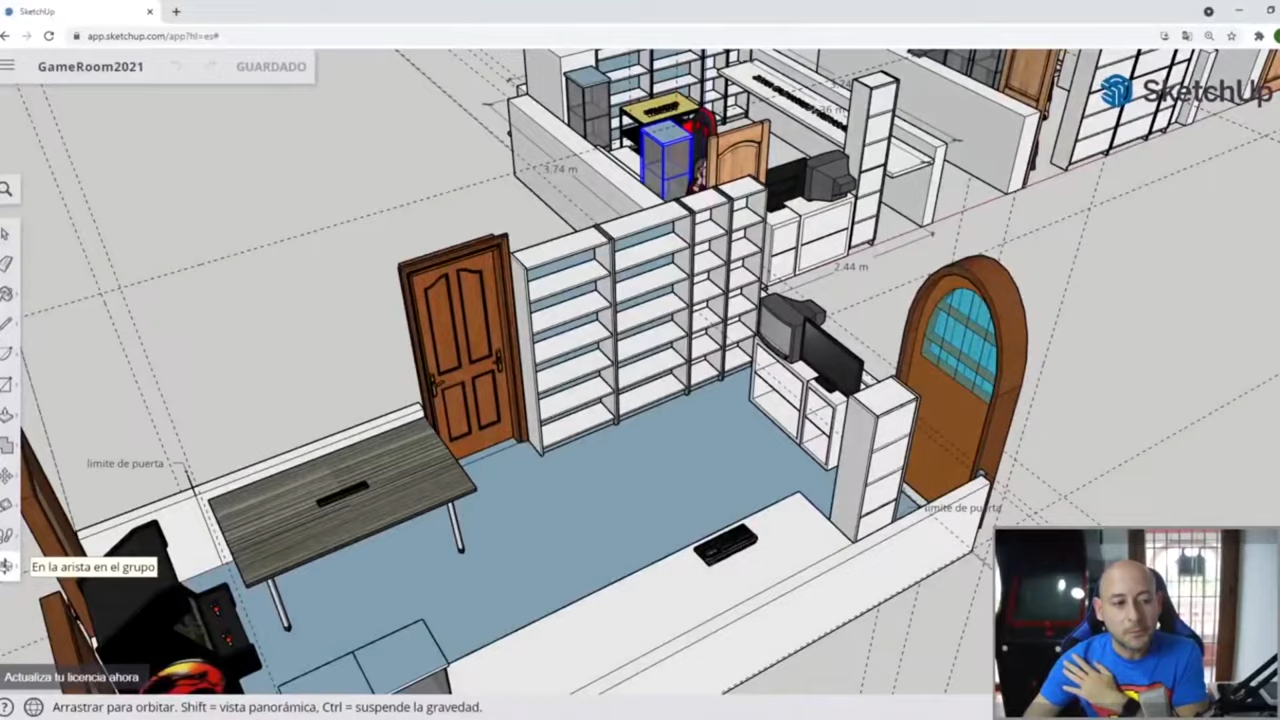 SketchUp
app.sketchup.com/app?hl=es#
GameRoom2021
GUARDADO
SketchUp
3.74 m
2.44 m
limite de puerta
limite de puerta
En la arista en el grupo
Actualiza tu licencia ahora
Arrastrar para orbitar. Shift = vista panorámica, Ctrl = suspende la gravedad.